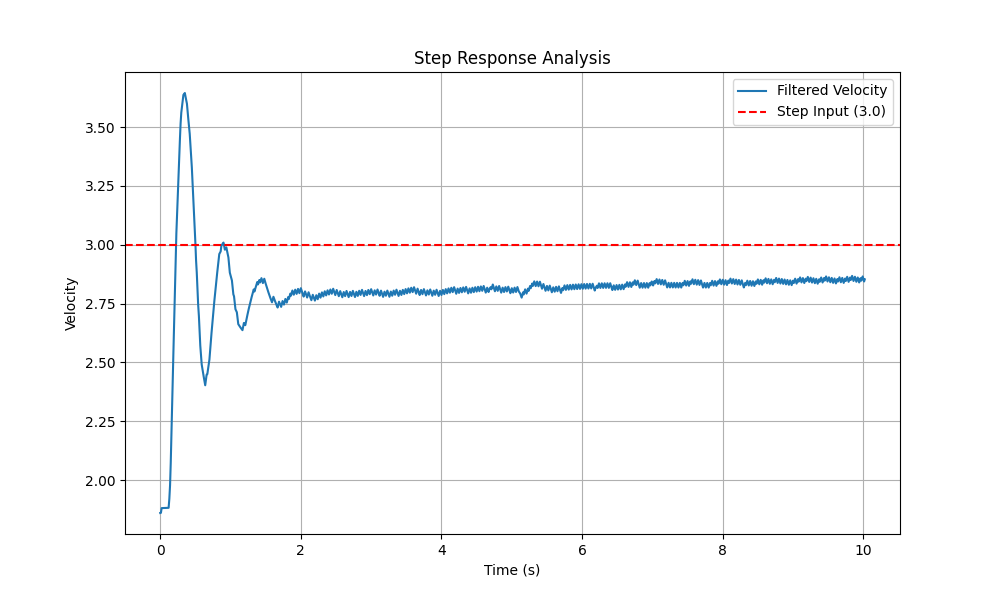 Step Response Analysis
Filtered Velocity
Step Input (3.0)
Velocity
3.50
3.25
3.00
2.75
2.50
2.25
2.00
0 2 4 6 8 10
Time (s)